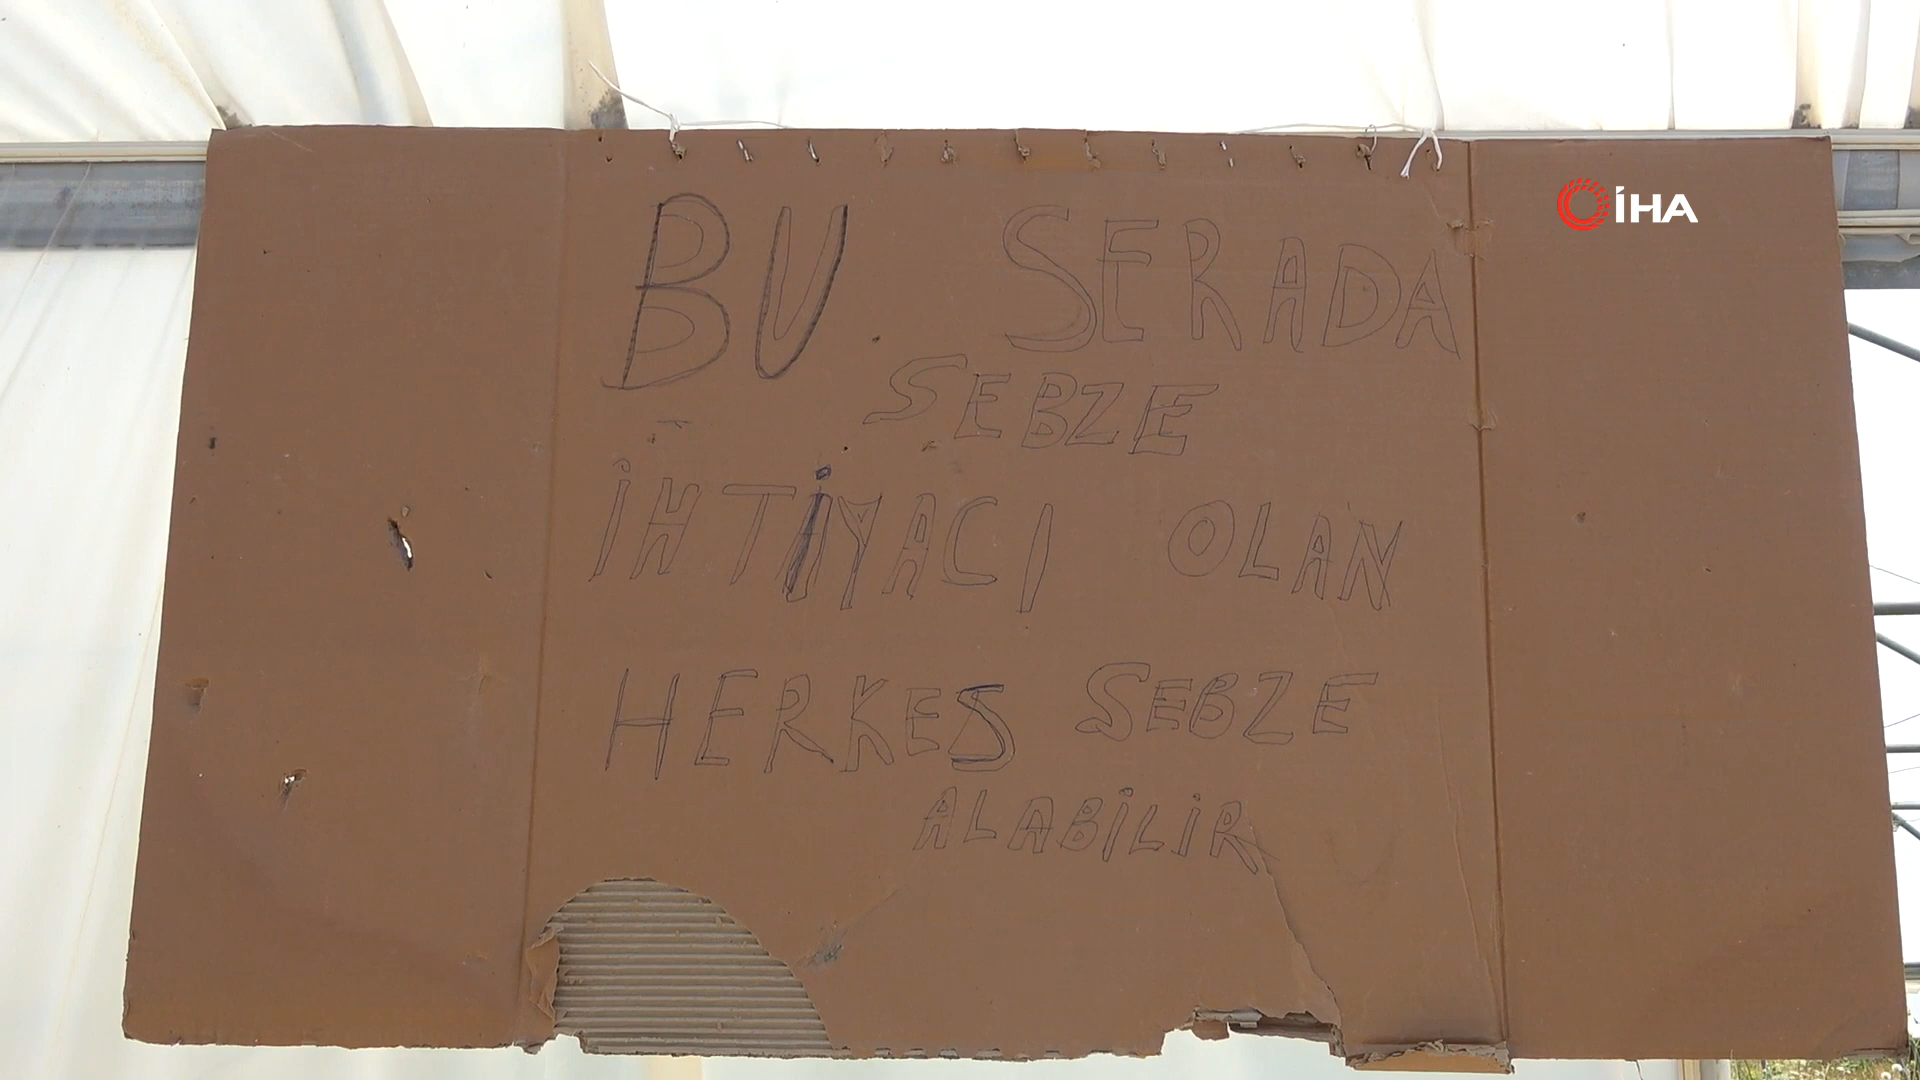 İHA
BU SERADA
SEBZE
İHTİYACI OLAN
HERKES SEBZE
ALABİLİR